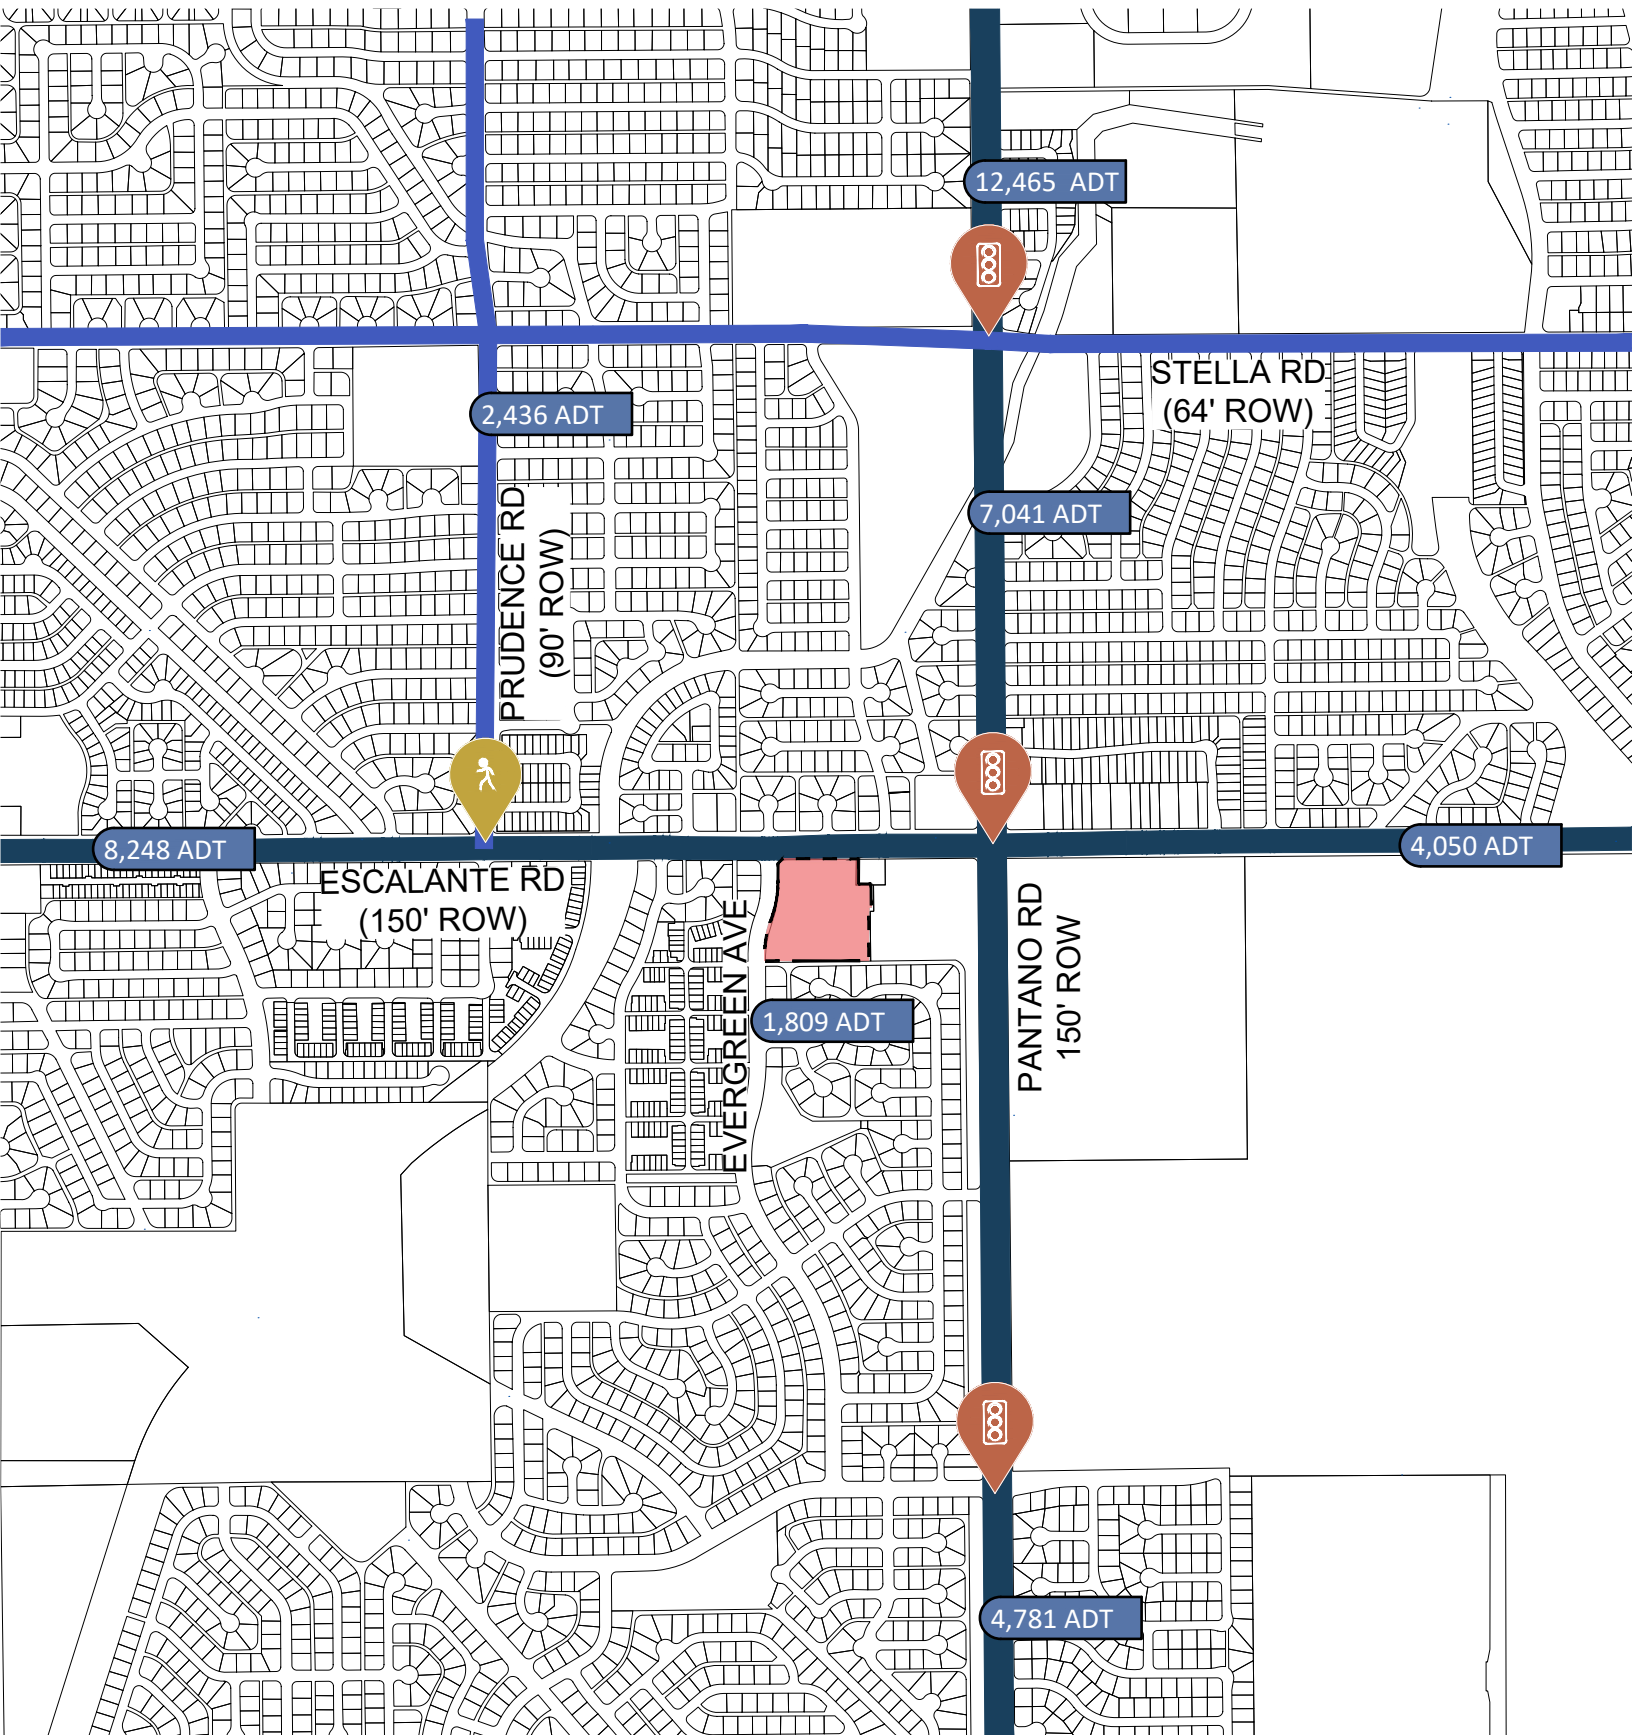 12,465 ADT
STELLA RD
(64' ROW)
2,436 ADT
7,041 ADT
PRUDENCE RD
(90' ROW)
8,248 ADT
4,050 ADT
ESCALANTE RD
(150' ROW)
EVERGREEN AVE
PANTANO RD
150' ROW
1,809 ADT
4,781 ADT